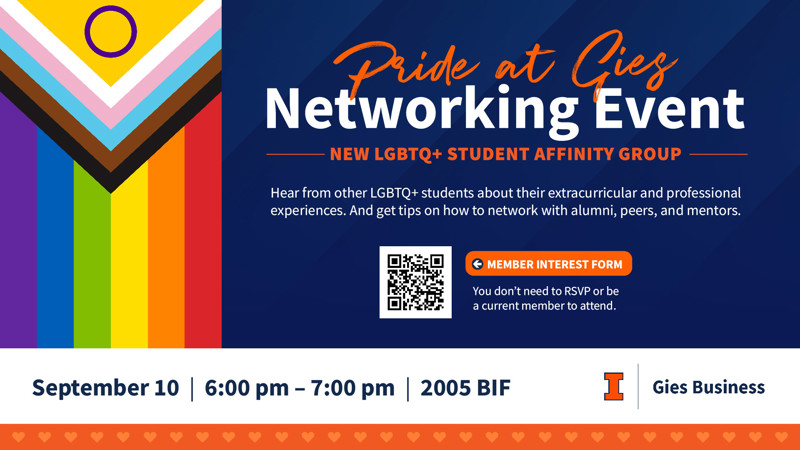 Pride at Gies
Networking Event
NEW LGBTQ+ STUDENT AFFINITY GROUP
Hear from other LGBTQ+ students about their extracurricular and professional
experiences. And get tips on how to network with alumni, peers, and mentors.
MEMBER INTEREST FORM
You don't need to RSVP or be
a current member to attend.
September 10 | 6:00 pm – 7:00 pm | 2005 BIF
I | Gies Business